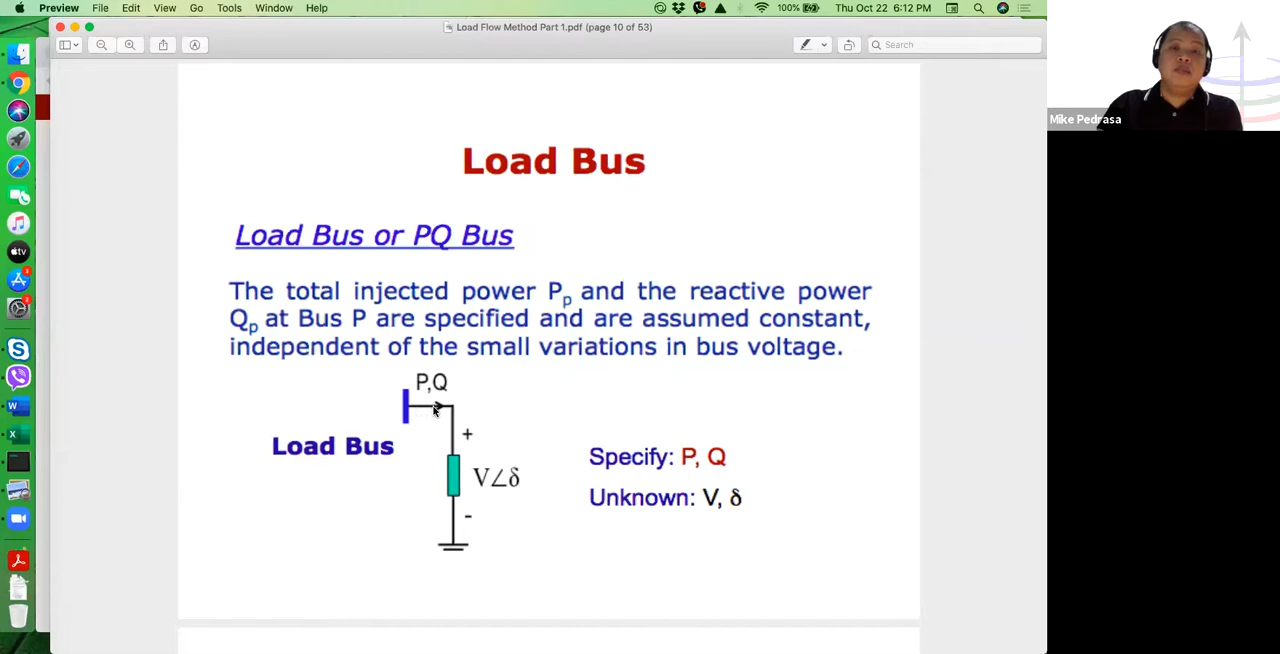 Preview File Edit View Go Tools Window Help
100% Thu Oct 22 6:12 PM
Load Flow Method Part 1.pdf (page 10 of 53)
Search
Mike Pedrasa
Load Bus
Load Bus or PQ Bus
The total injected power Pp and the reactive power
Qp at Bus P are specified and are assumed constant,
independent of the small variations in bus voltage.
P,Q
+
Load Bus
V∠δ
-
Specify: P, Q
Unknown: V, δ
tv